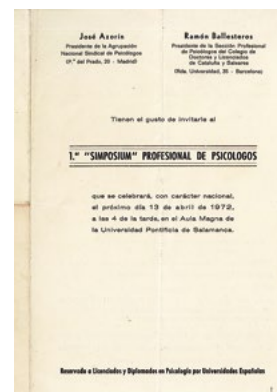 José Azorín
Presidente de la Agrupación
Nacional Sindical de Psicólogos
(P.º del Prado, 20 - Madrid)
Ramón Ballesteros
Presidente de la Sección Profesional
de Psicólogos del Colegio de
Doctores y Licenciados
de Cataluña y Baleares
(Rda. Universidad, 20 - Barcelona)
Tienen el gusto de invitarle al
1.er "SIMPOSIUM" PROFESIONAL DE PSICOLOGOS
que se celebrará, con carácter nacional,
el próximo día 13 de abril de 1972,
a las 4 de la tarde, en el Aula Magna de
la Universidad Pontificia de Salamanca.
Reservado a Licenciados y Diplomados en Psicología por Universidades Españolas